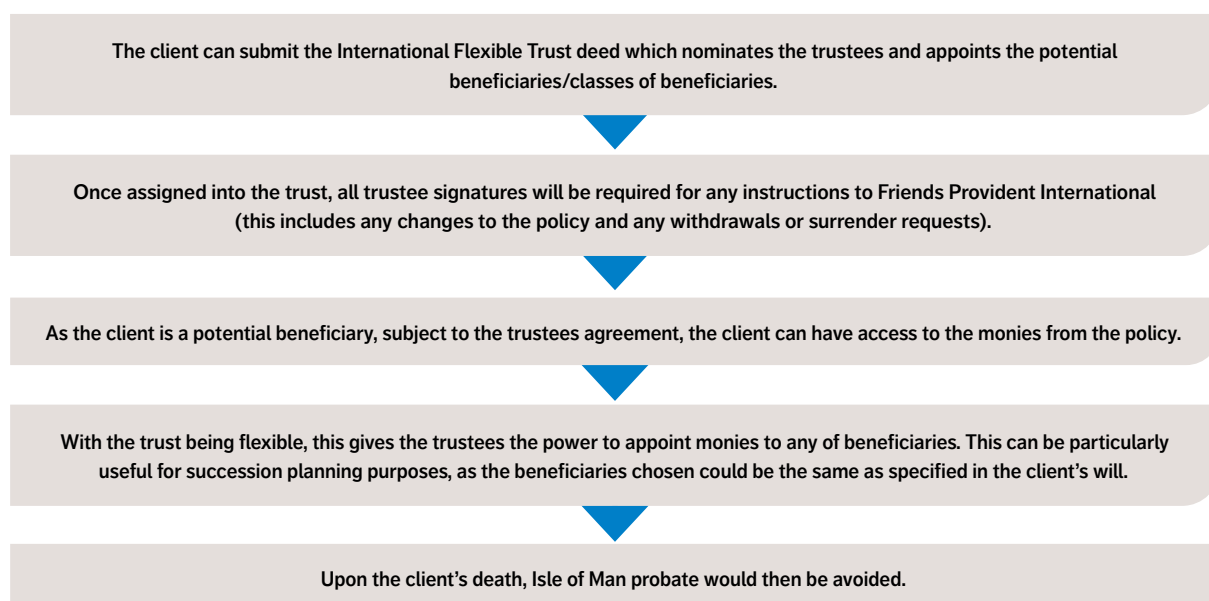 The client can submit the International Flexible Trust deed which nominates the trustees and appoints the potential
beneficiaries/classes of beneficiaries.
Once assigned into the trust, all trustee signatures will be required for any instructions to Friends Provident International
(this includes any changes to the policy and any withdrawals or surrender requests).
As the client is a potential beneficiary, subject to the trustees agreement, the client can have access to the monies from the policy.
With the trust being flexible, this gives the trustees the power to appoint monies to any of beneficiaries. This can be particularly
useful for succession planning purposes, as the beneficiaries chosen could be the same as specified in the client’s will.
Upon the client’s death, Isle of Man probate would then be avoided.